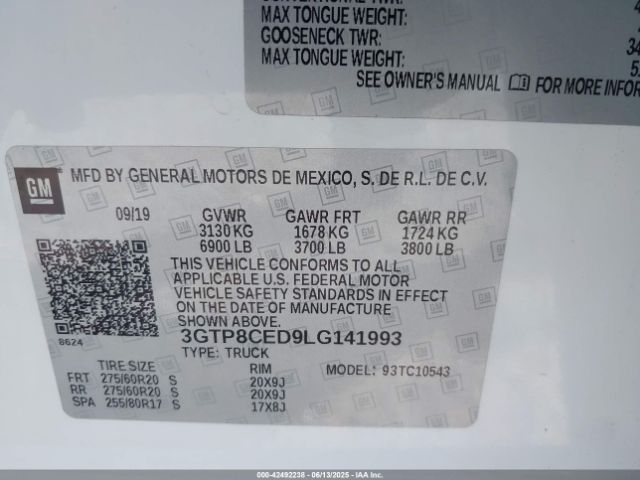 MAX TONGUE WEIGHT:
GOOSENECK TWR:
34
MAX TONGUE WEIGHT:
5,
SEE OWNER'S MANUAL FOR MORE INFOR
GM
MFD BY GENERAL MOTORS DE MEXICO, S. DE R.L. DE C.V.
09/19 GVWR GAWR FRT GAWR RR
3130 KG 1678 KG 1724 KG
6900 LB 3700 LB 3800 LB
THIS VEHICLE CONFORMS TO ALL
APPLICABLE U.S. FEDERAL MOTOR
VEHICLE SAFETY STANDARDS IN EFFECT
ON THE DATE OF MANUFACTURE
SHOWN ABOVE.
8624
3GTP8CED9LG141993
TYPE: TRUCK
TIRE SIZE RIM MODEL: 93TC10543
FRT 275/60R20 S 20X9J
RR 275/60R20 S 20X9J
SPA 255/80R17 S 17X8J
000-42492238 - 06/13/2025 - IAA Inc.